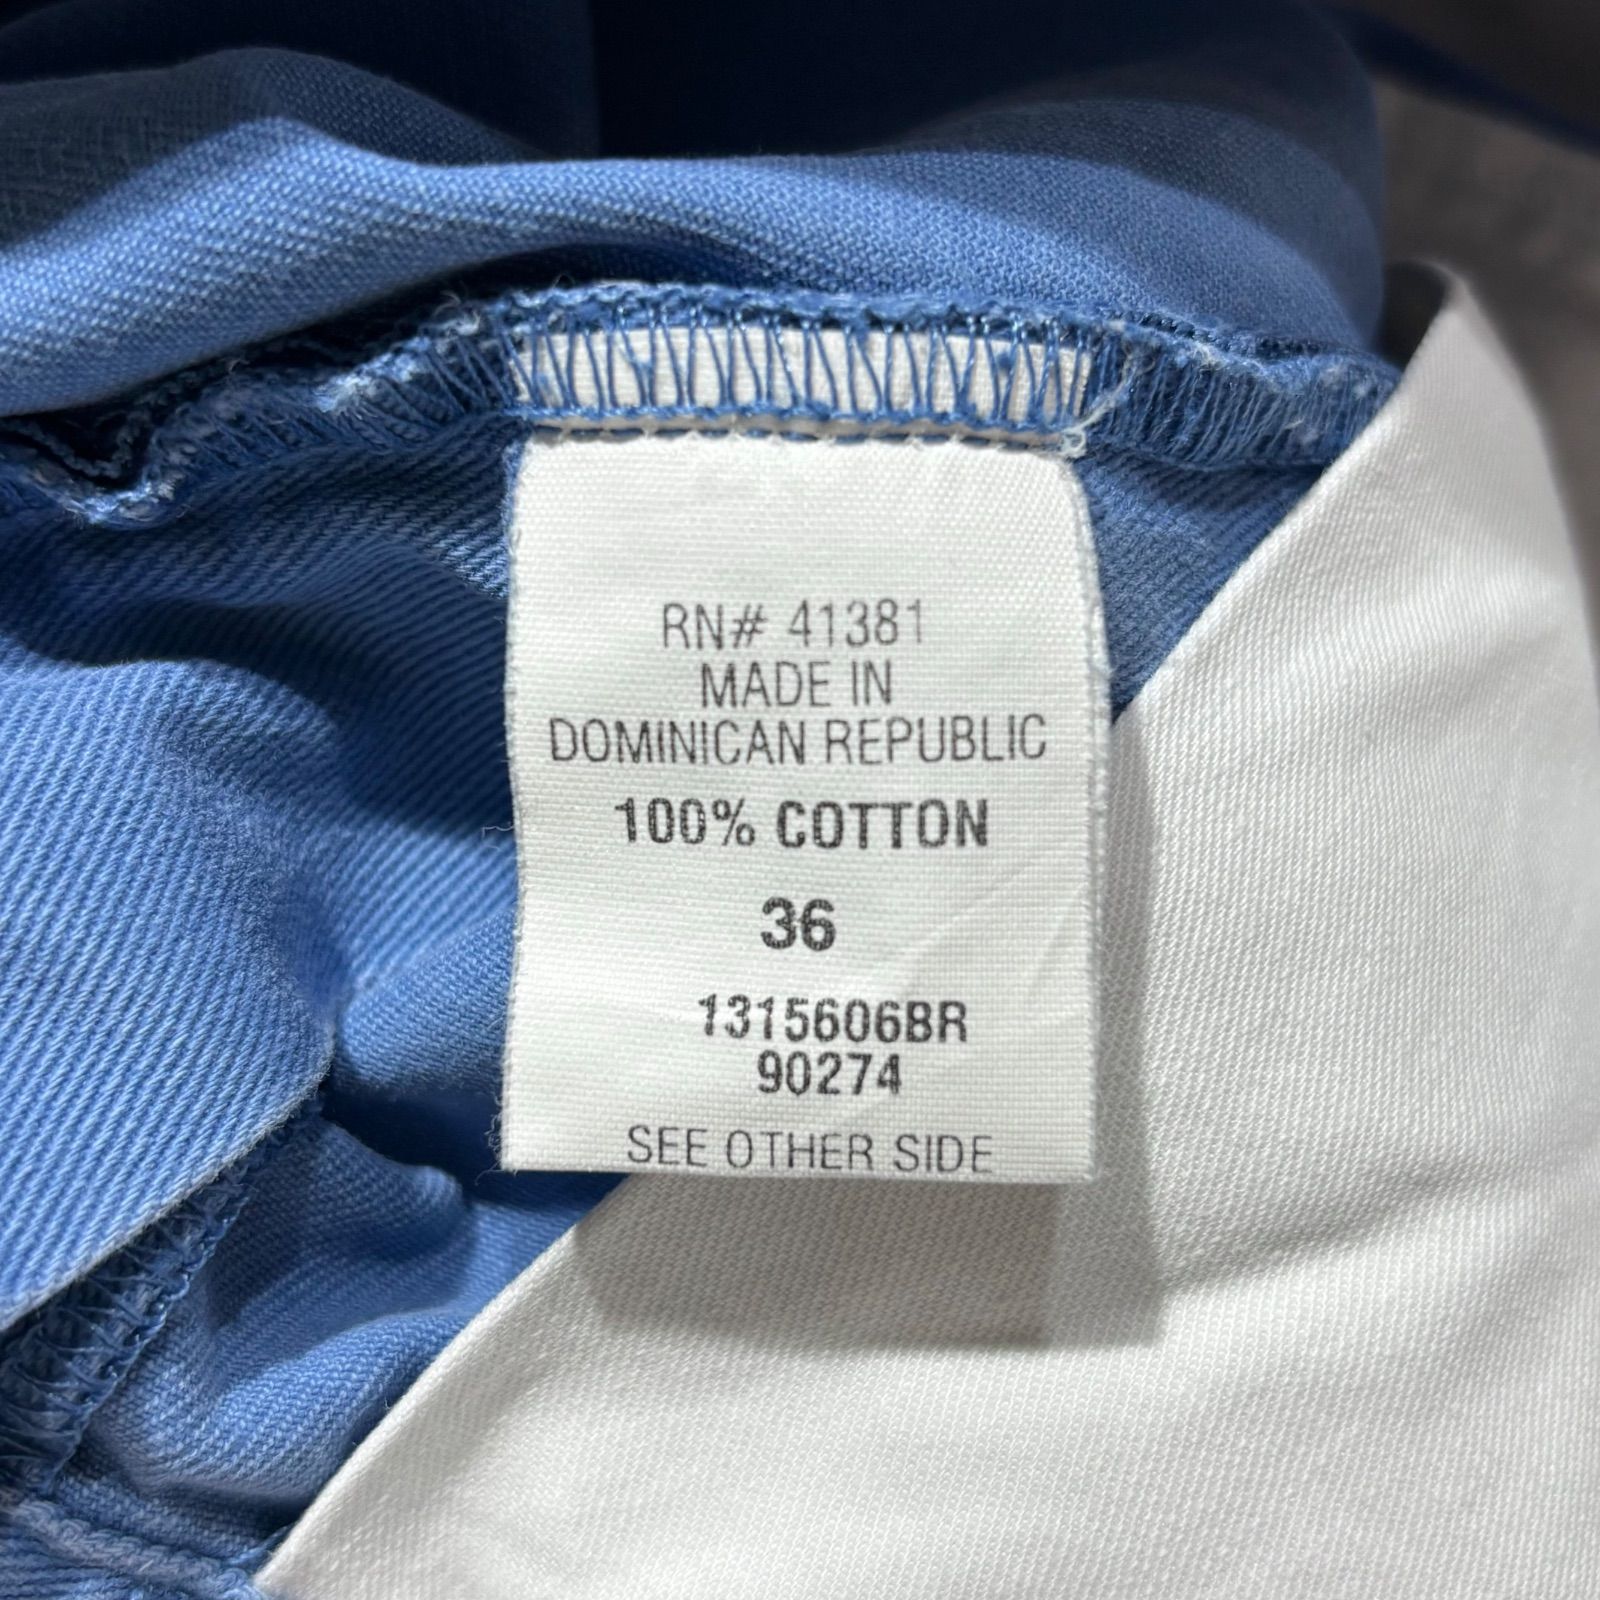 RN# 41381
MADE IN
DOMINICAN REPUBLIC
100% COTTON
36
1315606BR
90274
SEE OTHER SIDE